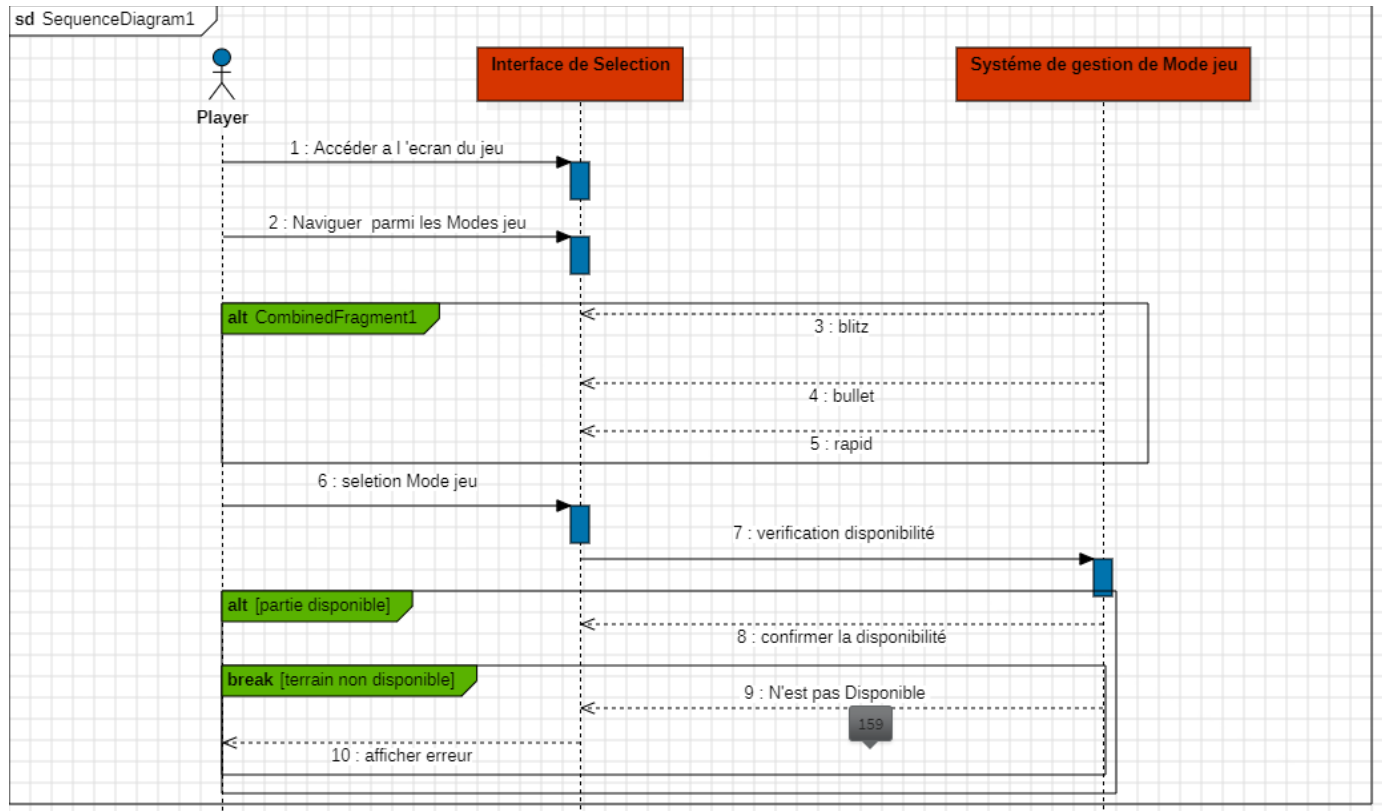 sd SequenceDiagram1
Interface de Selection
Systéme de gestion de Mode jeu
Player
1 : Accéder a l 'ecran du jeu
2 : Naviguer parmi les Modes jeu
alt CombinedFragment1
3 : blitz
4 : bullet
5 : rapid
6 : seletion Mode jeu
7 : verification disponibilité
alt [partie disponible]
8 : confirmer la disponibilité
break [terrain non disponible]
9 : N'est pas Disponible
159
10 : afficher erreur